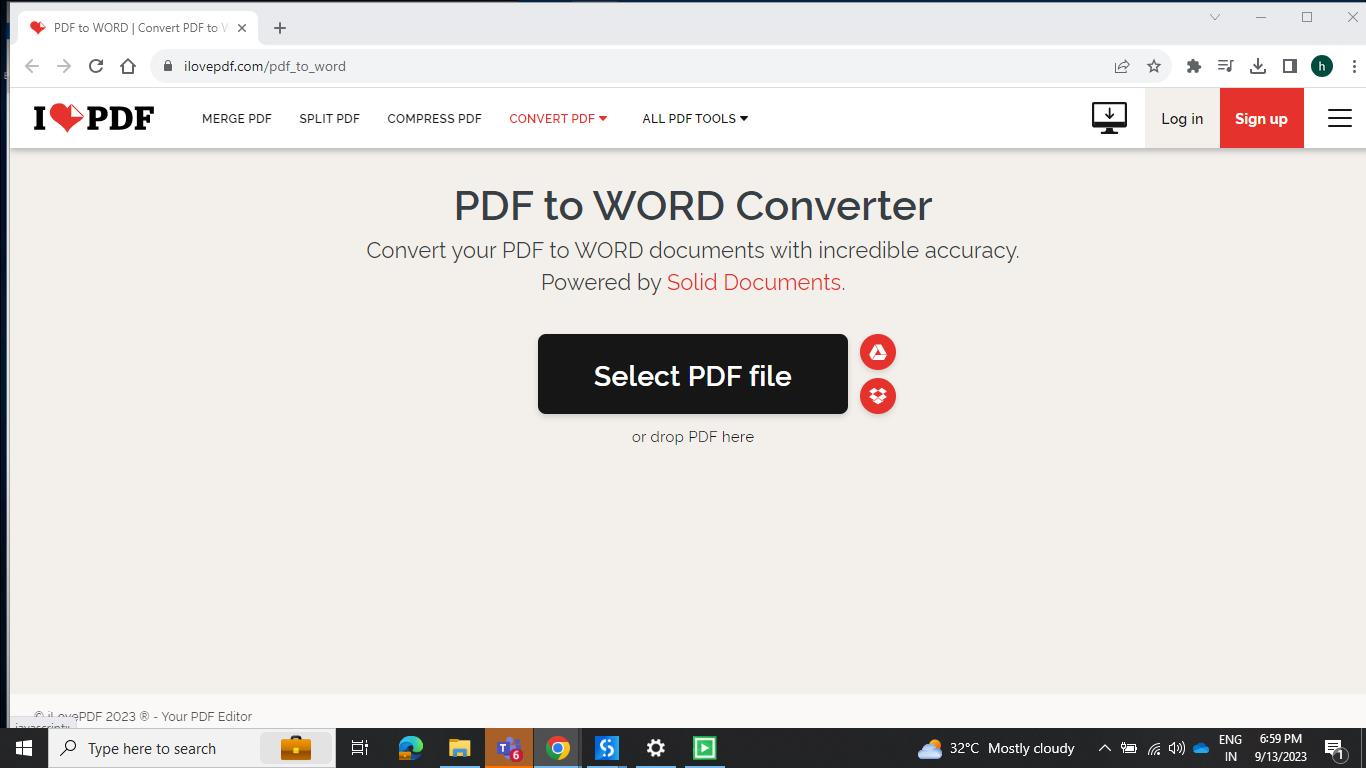 PDF to WORD | Convert PDF to W
ilovepdf.com/pdf_to_word
h
I PDF
MERGE PDF
SPLIT PDF
COMPRESS PDF
CONVERT PDF
ALL PDF TOOLS
Log in
Sign up
PDF to WORD Converter
Convert your PDF to WORD documents with incredible accuracy.
Powered by Solid Documents.
Select PDF file
or drop PDF here
© iLovePDF 2023 ® - Your PDF Editor
Type here to search
6
32°C Mostly cloudy
ENG
IN
6:59 PM
9/13/2023
1